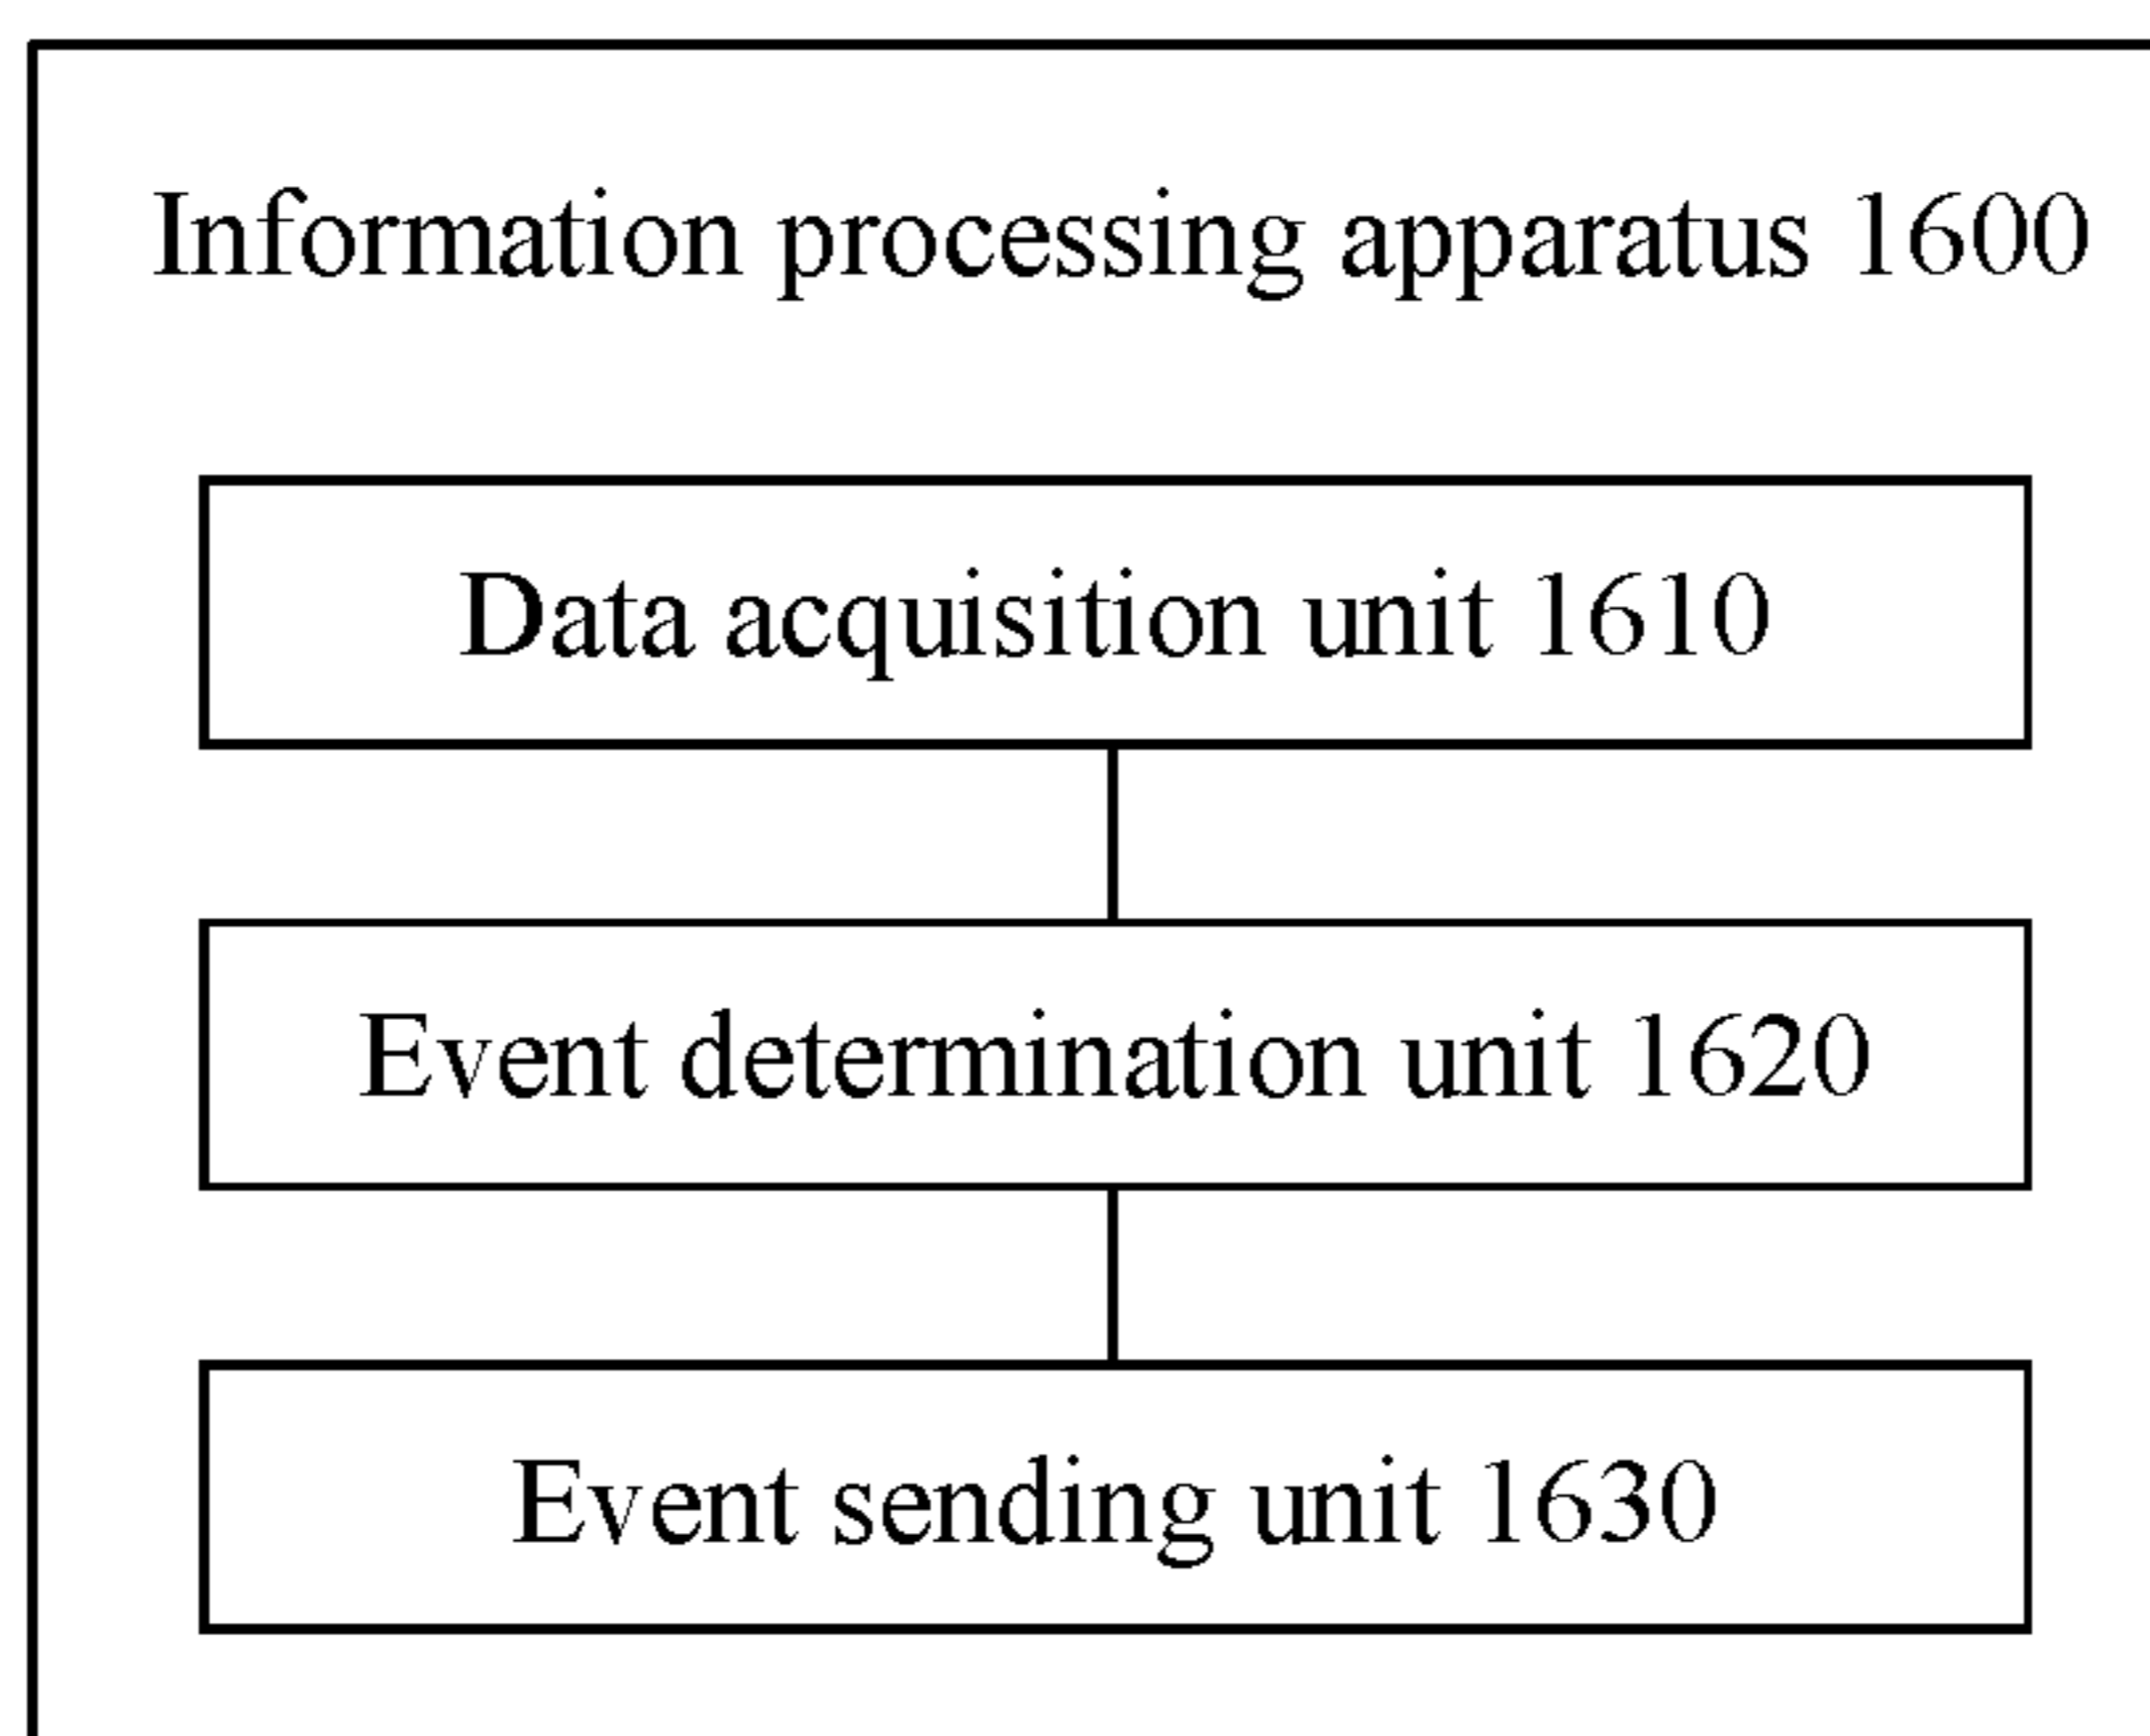 Information processing apparatus 1600
Data acquisition unit 1610
Event determination unit 1620
Event sending unit 1630